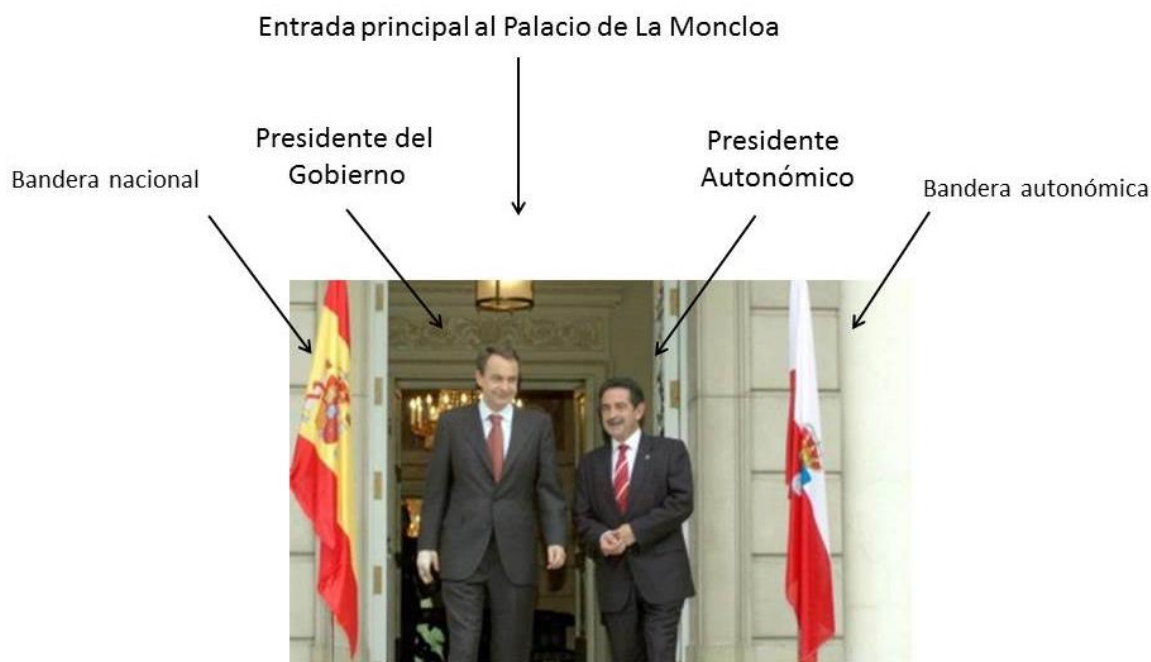 Entrada principal al Palacio de La Moncloa
Presidente del
Gobierno
Presidente
Autonómico
Bandera nacional
Bandera autonómica